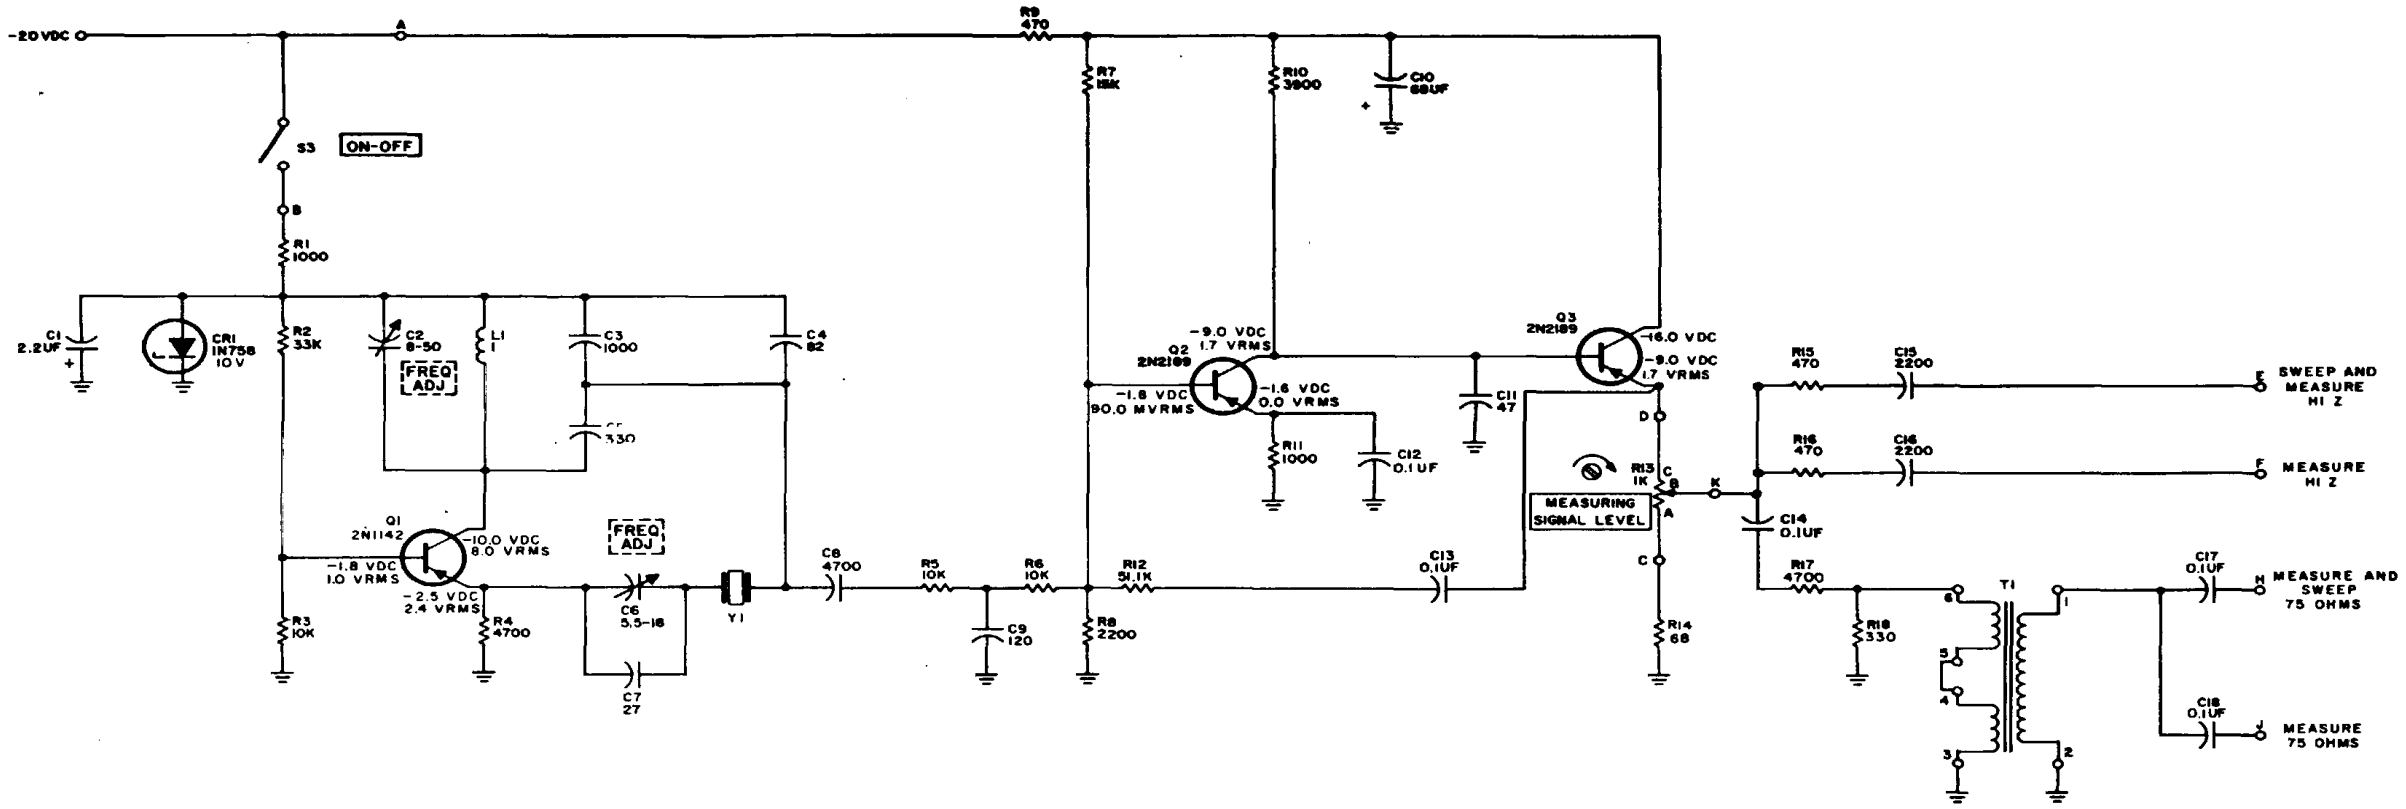 -20 VDC
A
R9
470
S3
ON-OFF
B
R1
1000
R7
15K
R10
3900
C10
68UF
+
C1
2.2UF
+
CR1
1N758
10V
R2
33K
C2
8-50
FREQ
ADJ
L1
1
C3
1000
C4
82
330
Q1
2N1142
-10.0 VDC
8.0 VRMS
-1.8 VDC
1.0 VRMS
-2.5 VDC
2.4 VRMS
R3
10K
R4
4700
FREQ
ADJ
C6
5.5-18
C7
27
Y1
C8
4700
R5
10K
C9
120
R6
10K
R8
2200
R12
51.1K
C13
0.1UF
-9.0 VDC
1.7 VRMS
Q2
2N2189
-1.8 VDC
90.0 MVRMS
-1.6 VDC
0.0 VRMS
R11
1000
C12
0.1UF
C11
47
Q3
2N2189
-16.0 VDC
-9.0 VDC
1.7 VRMS
D
R13
1K
C
B
A
K
MEASURING
SIGNAL LEVEL
C
R14
68
R15
470
C15
2200
E
SWEEP AND
MEASURE
HI Z
R16
470
C16
2200
F
MEASURE
HI Z
C14
0.1UF
R17
4700
R18
330
6
5
4
3
T1
1
2
C17
0.1UF
H
MEASURE AND
SWEEP
75 OHMS
C18
0.1UF
J
MEASURE
75 OHMS